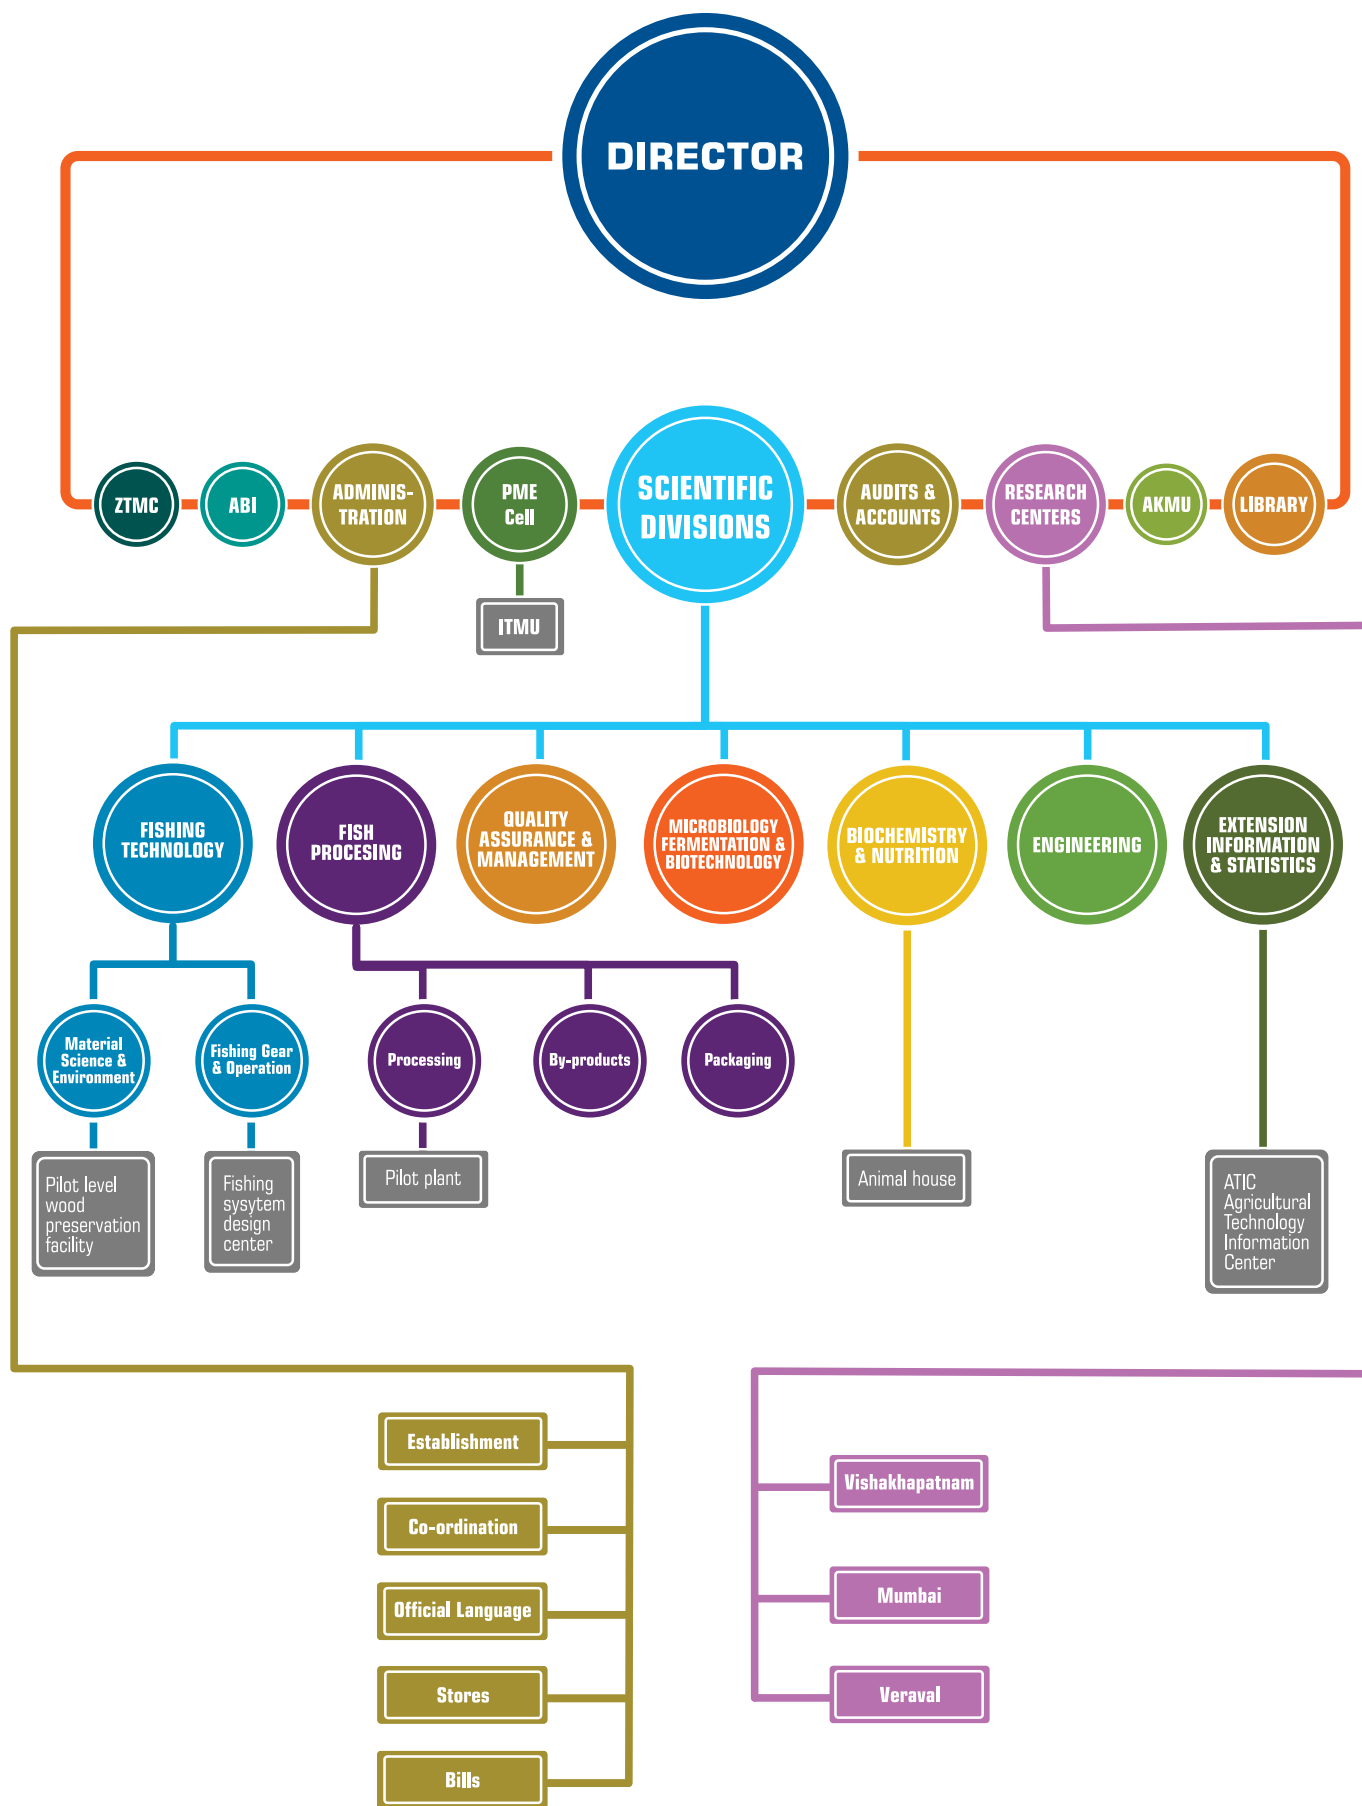 DIRECTOR
ZTMC
ABI
ADMINIS-
TRATION
PME
Cell
SCIENTIFIC
DIVISIONS
AUDITS &
ACCOUNTS
RESEARCH
CENTERS
AKMU
LIBRARY
ITMU
FISHING
TECHNOLOGY
FISH
PROCESING
QUALITY
ASSURANCE &
MANAGEMENT
MICROBIOLOGY
FERMENTATION &
BIOTECHNOLOGY
BIOCHEMISTRY
& NUTRITION
ENGINEERING
EXTENSION
INFORMATION
& STATISTICS
Material
Science &
Environment
Fishing Gear
& Operation
Processing
By-products
Packaging
Pilot level
wood
preservation
facility
Fishing
sysytem
design
center
Pilot plant
Animal house
ATIC
Agricultural
Technology
Information
Center
Establishment
Co-ordination
Official Language
Stores
Bills
Vishakhapatnam
Mumbai
Veraval